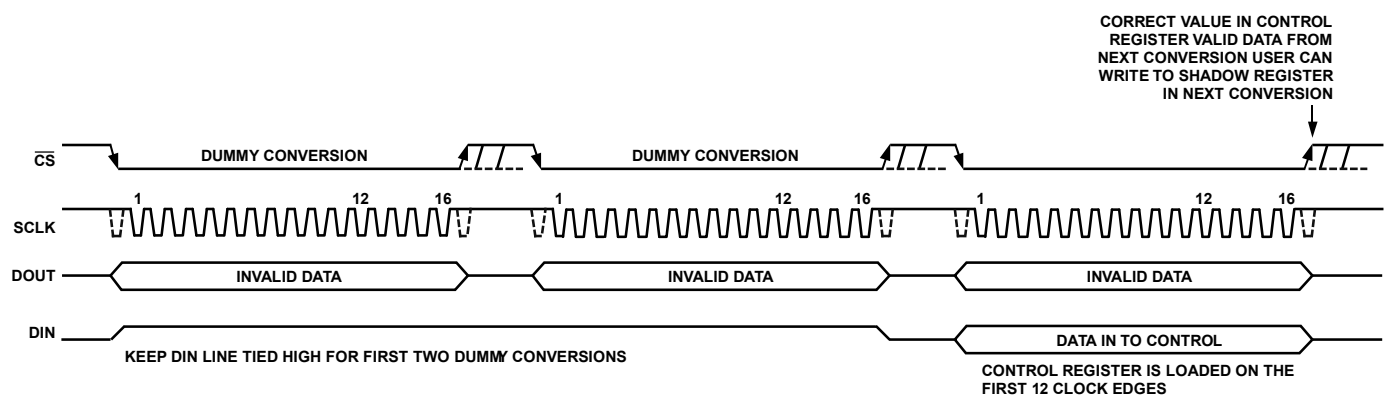 CORRECT VALUE IN CONTROL
REGISTER VALID DATA FROM
NEXT CONVERSION USER CAN
WRITE TO SHADOW REGISTER
IN NEXT CONVERSION
CS DUMMY CONVERSION DUMMY CONVERSION
1 12 16 1 12 16 1 12 16
SCLK
DOUT INVALID DATA INVALID DATA INVALID DATA
DIN DATA IN TO CONTROL
KEEP DIN LINE TIED HIGH FOR FIRST TWO DUMMY CONVERSIONS
CONTROL REGISTER IS LOADED ON THE
FIRST 12 CLOCK EDGES